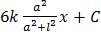 6k a²/(a²+l²) x + C